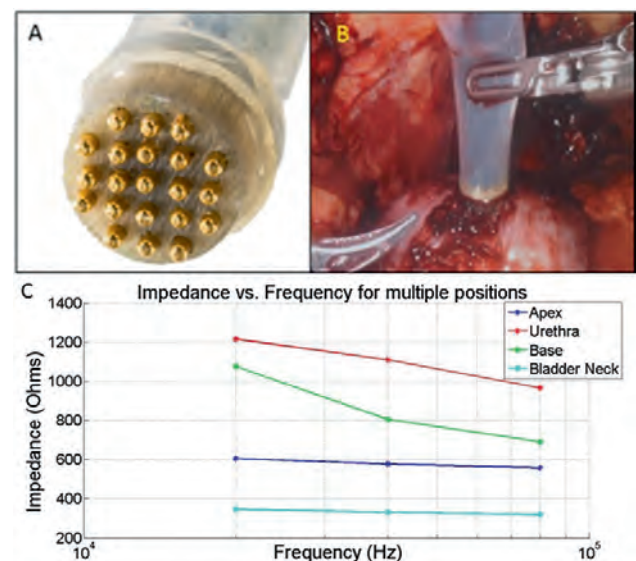 A
B
C
Impedance vs. Frequency for multiple positions
1400
1200
1000
800
600
400
200
Impedance (Ohms)
Apex
Urethra
Base
Bladder Neck
10^4
Frequency (Hz)
10^5